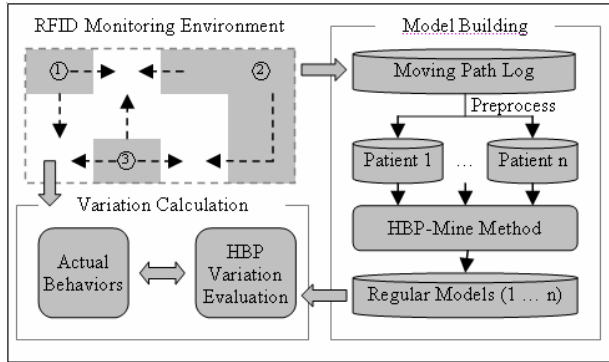 RFID Monitoring Environment
①
②
③
Model Building
Moving Path Log
Preprocess
Patient 1
...
Patient n
HBP-Mine Method
Regular Models (1 ... n)
Variation Calculation
Actual
Behaviors
HBP
Variation
Evaluation